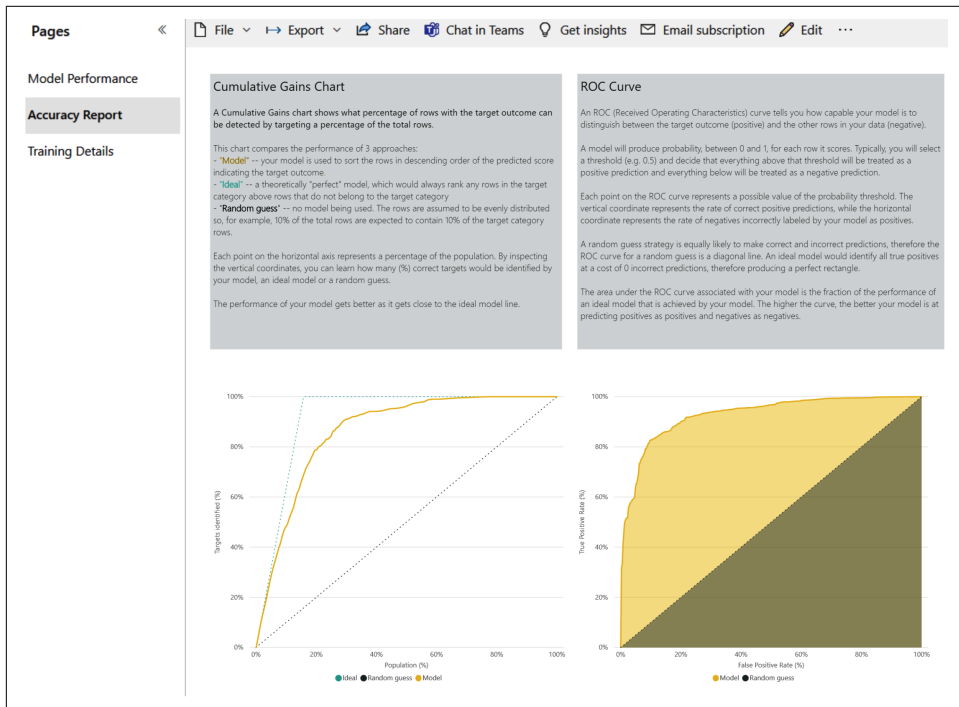 Pages
«
File
Export
Share
Chat in Teams
Get insights
Email subscription
Edit
···
Model Performance
Accuracy Report
Training Details
Cumulative Gains Chart
A Cumulative Gains chart shows what percentage of rows with the target outcome can
be detected by targeting a percentage of the total rows.
This chart compares the performance of 3 approaches:
- "Model" -- your model is used to sort the rows in descending order of the predicted score
indicating the target outcome.
- "Ideal" -- a theoretically "perfect" model, which would always rank any rows in the target
category above rows that do not belong to the target category
- "Random guess" -- no model being used. The rows are assumed to be evenly distributed
so, for example, 10% of the total rows are expected to contain 10% of the target category
rows.
Each point on the horizontal axis represents a percentage of the population. By inspecting
the vertical coordinates, you can learn how many (%) correct targets would be identified by
your model, an ideal model or a random guess.
The performance of your model gets better as it gets close to the ideal model line.
ROC Curve
An ROC (Received Operating Characteristics) curve tells you how capable your model is to
distinguish between the target outcome (positive) and the other rows in your data (negative).
A model will produce probability, between 0 and 1, for each row it scores. Typically, you will select
a threshold (e.g. 0.5) and decide that everything above that threshold will be treated as a
positive prediction and everything below will be treated as a negative prediction.
Each point on the ROC curve represents a possible value of the probability threshold. The
vertical coordinate represents the rate of correct positive predictions, while the horizontal
coordinate represents the rate of negatives incorrectly labeled by your model as positives.
A random guess strategy is equally likely to make correct and incorrect predictions, therefore the
ROC curve for a random guess is a diagonal line. An ideal model would identify all true positives
at a cost of 0 incorrect predictions, therefore producing a perfect rectangle.
The area under the ROC curve associated with your model is the fraction of the performance of
an ideal model that is achieved by your model. The higher the curve, the better your model is at
predicting positives as positives and negatives as negatives.
100%
80%
60%
40%
20%
0%
Targets identified (%)
0% 20% 40% 60% 80% 100%
Population (%)
Ideal Random guess Model
100%
80%
60%
40%
20%
0%
True Positive Rate (%)
0% 20% 40% 60% 80% 100%
False Positive Rate (%)
Model Random guess